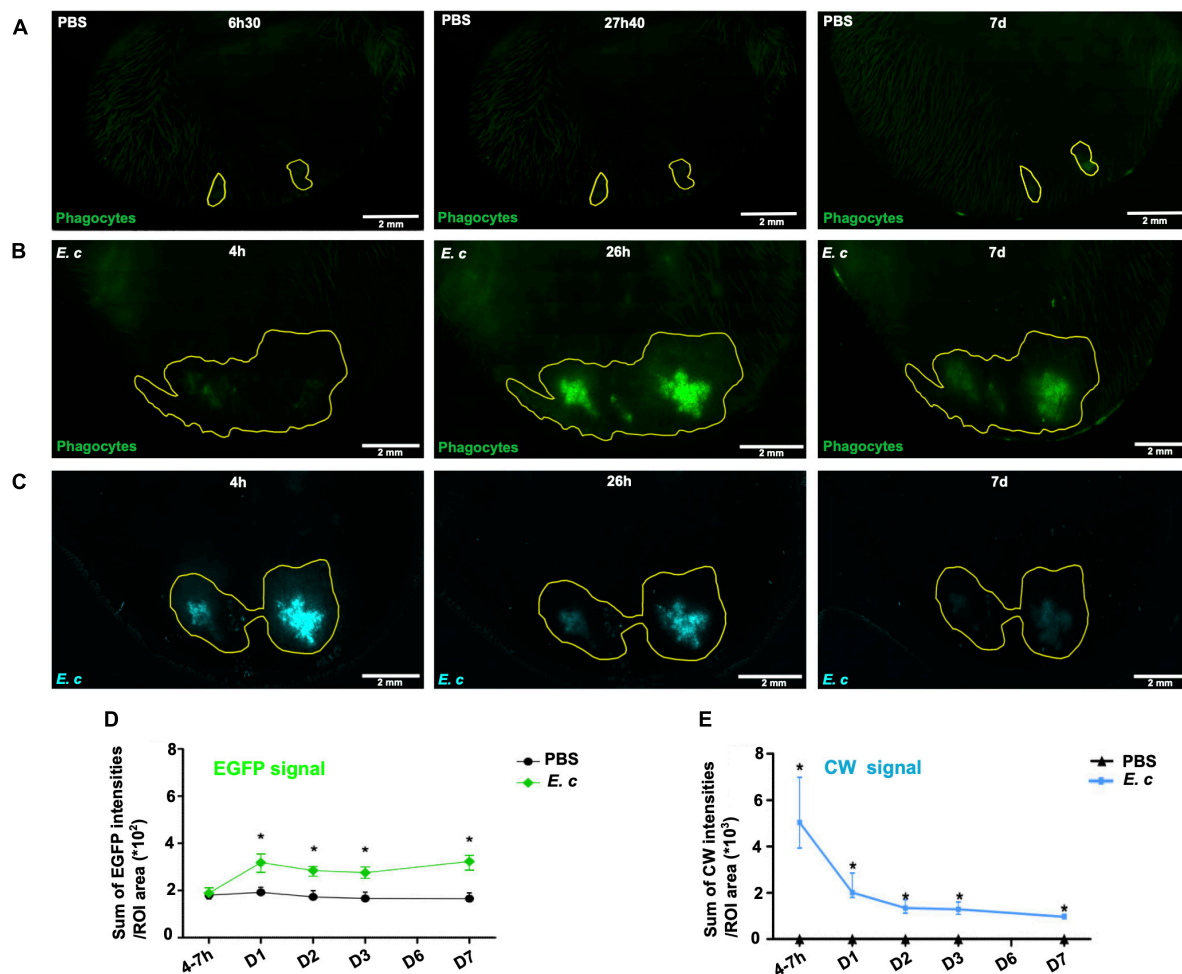 A
PBS 6h30
Phagocytes 2 mm
PBS 27h40
2 mm
PBS 7d
2 mm
B
E. c 4h
Phagocytes 2 mm
26h
2 mm
E. c 7d
Phagocytes 2 mm
C
4h
E. c 2 mm
26h
2 mm
7d
E. c 2 mm
D
Sum of EGFP intensities
/ROI area (*10²)
8
6
4
2
0
EGFP signal
* * * *
4-7h D1 D2 D3 D6 D7
PBS
E. c
E
Sum of CW intensities
/ROI area (*10³)
8
6
4
2
0
CW signal
* * * * *
4-7h D1 D2 D3 D6 D7
PBS
E. c